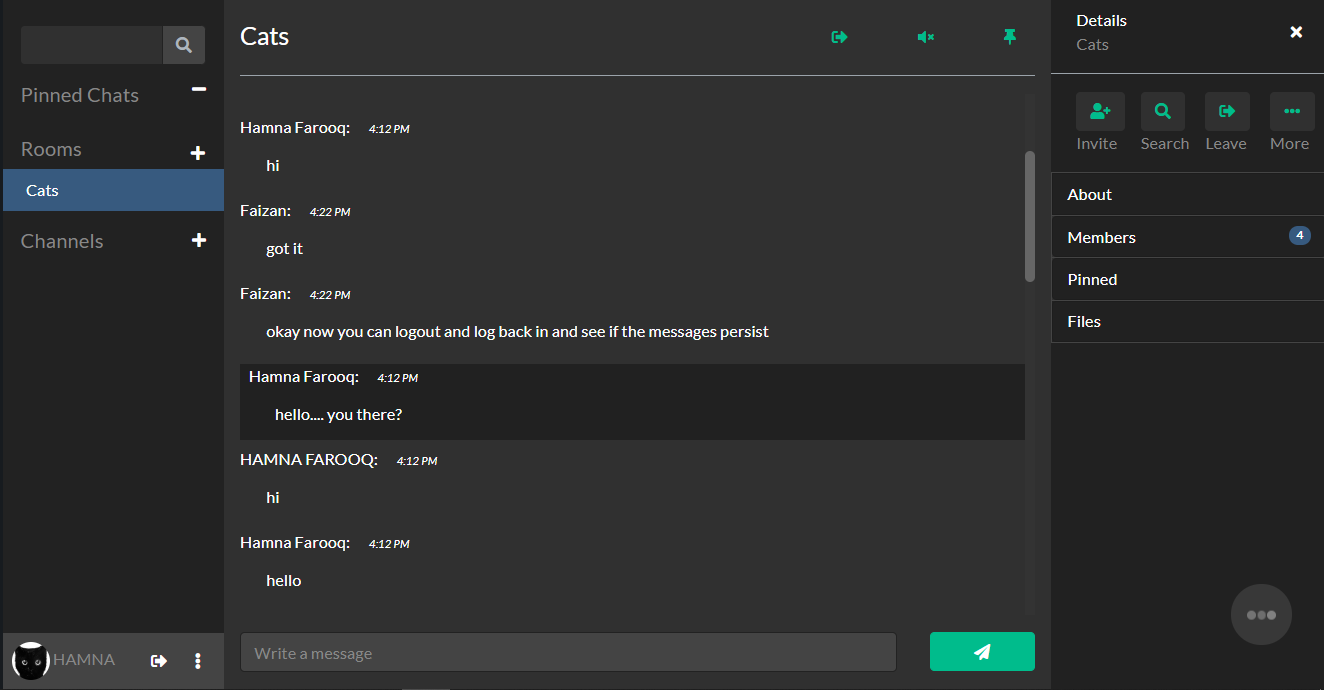 Pinned Chats
Rooms
Cats
Channels
HAMNA
Cats
Hamna Farooq: 4:12 PM
hi
Faizan: 4:22 PM
got it
Faizan: 4:22 PM
okay now you can logout and log back in and see if the messages persist
Hamna Farooq: 4:12 PM
hello.... you there?
HAMNA FAROOQ: 4:12 PM
hi
Hamna Farooq: 4:12 PM
hello
Write a message
Details
Cats
Invite Search Leave More
About
Members 4
Pinned
Files